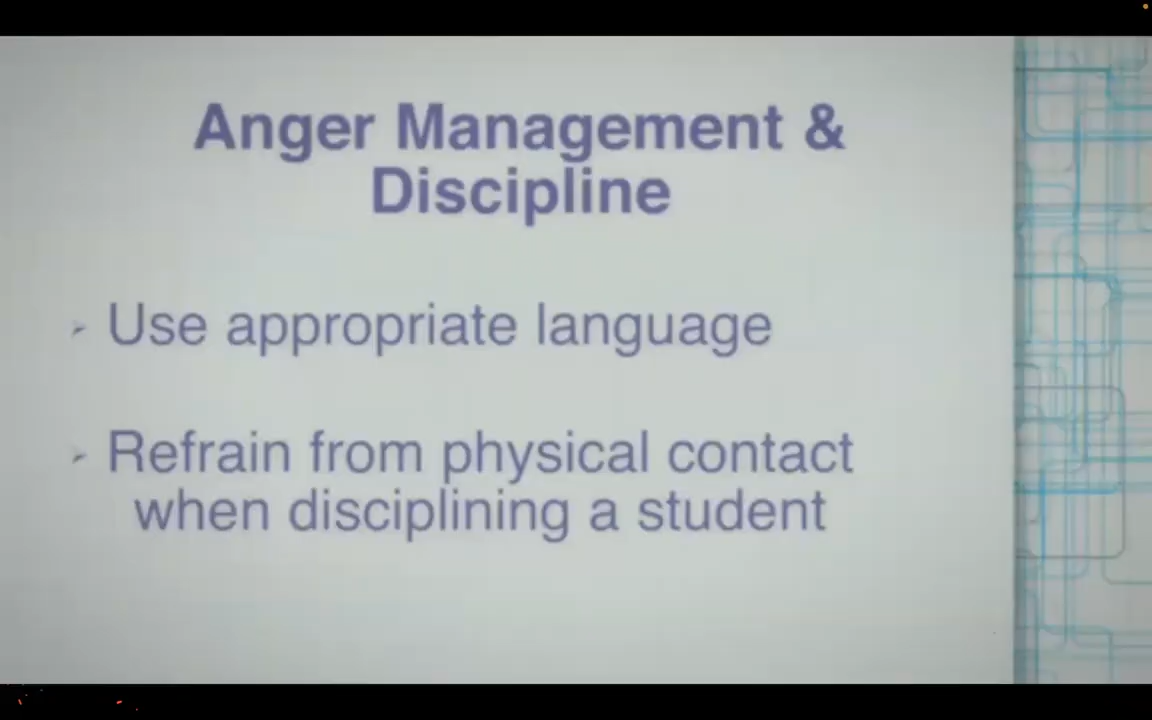 Anger Management &
Discipline
➢ Use appropriate language
➢ Refrain from physical contact
when disciplining a student